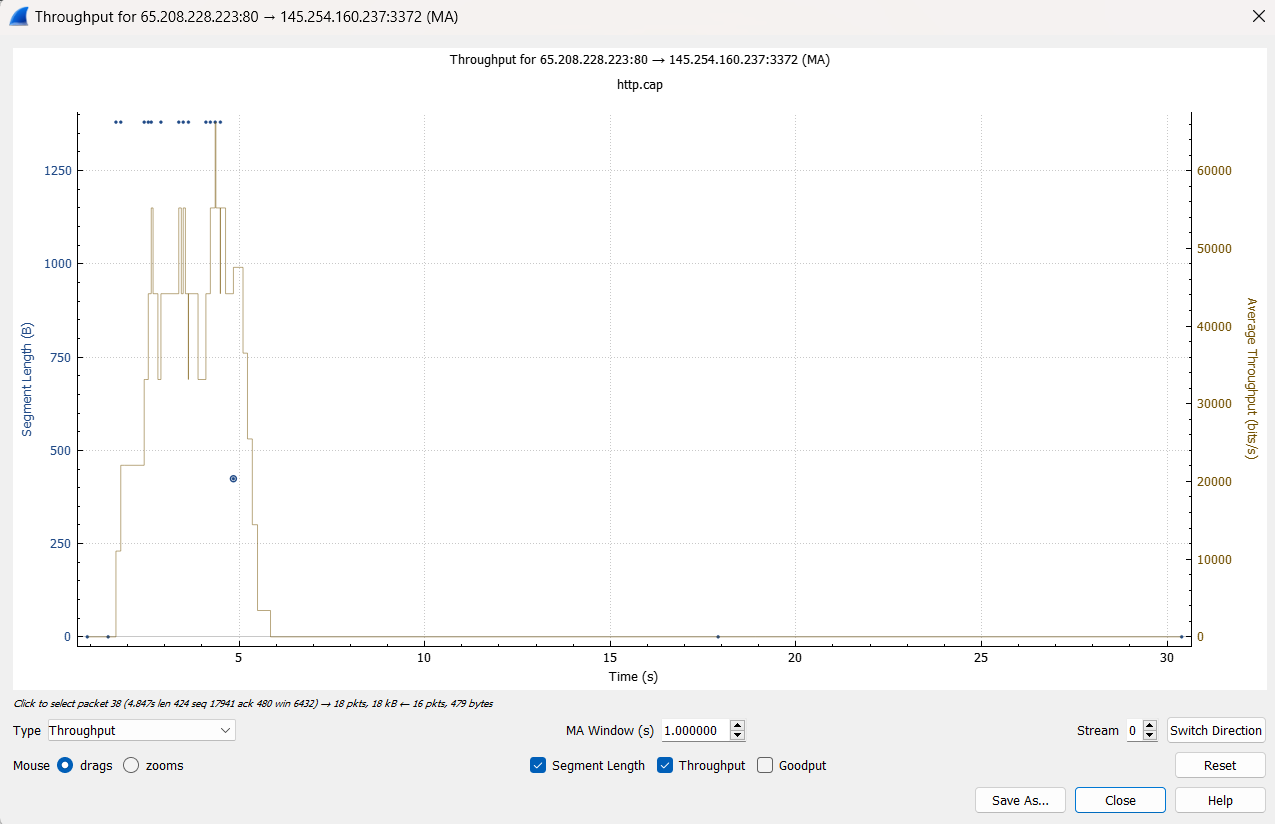 Throughput for 65.208.228.223:80 → 145.254.160.237:3372 (MA)
Throughput for 65.208.228.223:80 → 145.254.160.237:3372 (MA)
http.cap
Segment Length (B)
1250
1000
750
500
250
0
60000
50000
40000
30000
20000
10000
0
Average Throughput (bits/s)
5 10 15 20 25 30
Time (s)
Click to select packet 38 (4.847s len 424 seq 17941 ack 480 win 6432) → 18 pkts, 18 kB ← 16 pkts, 479 bytes
Type Throughput MA Window (s) 1.000000 Stream 0 Switch Direction
Mouse drags zooms Segment Length Throughput Goodput Reset
Save As... Close Help